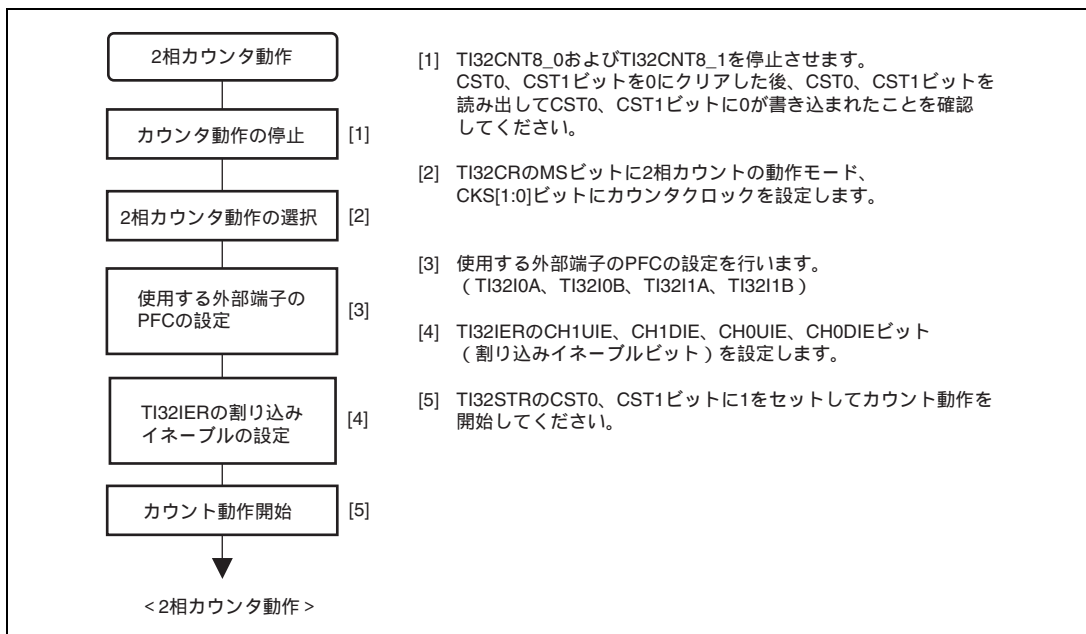 2相カウンタ動作
カウンタ動作の停止 [1]
2相カウンタ動作の選択 [2]
使用する外部端子の
PFCの設定
[3]
TI32IERの割り込み
イネーブルの設定
[4]
カウント動作開始 [5]
<2相カウンタ動作>
[1] TI32CNT8_0およびTI32CNT8_1を停止させます。
CST0、CST1ビットを0にクリアした後、CST0、CST1ビットを
読み出してCST0、CST1ビットに0が書き込まれたことを確認
してください。
[2] TI32CRのMSビットに2相カウントの動作モード、
CKS[1:0]ビットにカウンタクロックを設定します。
[3] 使用する外部端子のPFCの設定を行います。
(TI32I0A、TI32I0B、TI32I1A、TI32I1B)
[4] TI32IERのCH1UIE、CH1DIE、CH0UIE、CH0DIEビット
(割り込みイネーブルビット)を設定します。
[5] TI32STRのCST0、CST1ビットに1をセットしてカウント動作を
開始してください。